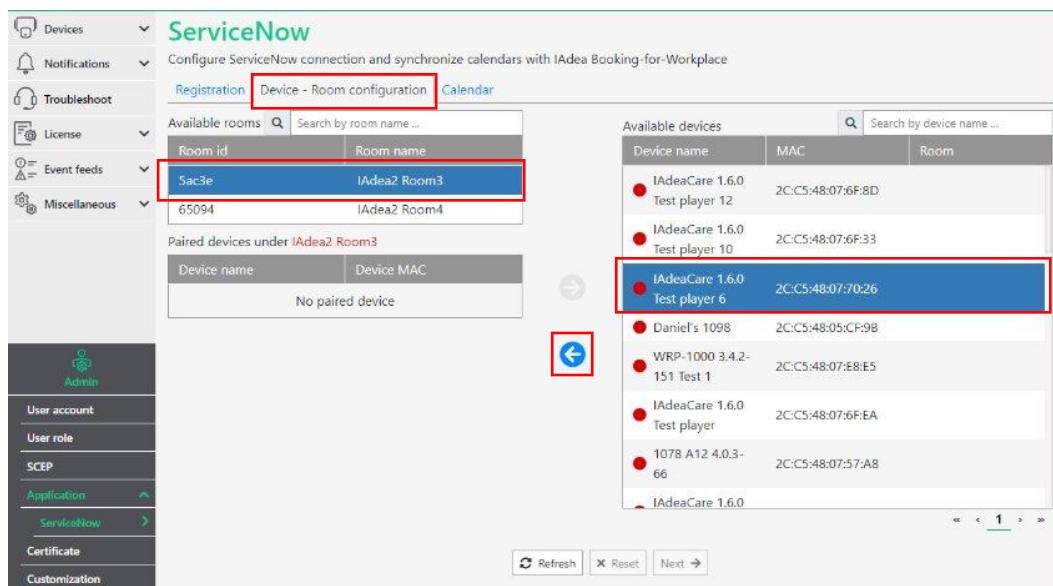 Devices
Notifications
Troubleshoot
License
Event feeds
Miscellaneous
Admin
User account
User role
SCEP
Application
ServiceNow
Certificate
Customization
ServiceNow
Configure ServiceNow connection and synchronize calendars with IAdea Booking-for-Workplace
Registration Device - Room configuration Calendar
Available rooms Search by room name ...
Room id Room name
5ac3e IAdea2 Room3
65094 IAdea2 Room4
Paired devices under IAdea2 Room3
Device name Device MAC
No paired device
Available devices Search by device name ...
Device name MAC Room
IAdeaCare 1.6.0
Test player 12 2C:C5:48:07:6F:8D
IAdeaCare 1.6.0
Test player 10 2C:C5:48:07:6F:33
IAdeaCare 1.6.0
Test player 6 2C:C5:48:07:70:26
Daniel's 1098 2C:C5:48:05:CF:9B
WRP-1000 3.4.2-
151 Test 1 2C:C5:48:07:E8:E5
IAdeaCare 1.6.0
Test player 2C:C5:48:07:6F:EA
1078 A12 4.0.3-
66 2C:C5:48:07:57:A8
IAdeaCare 1.6.0
« ‹ 1 › »
Refresh Reset Next